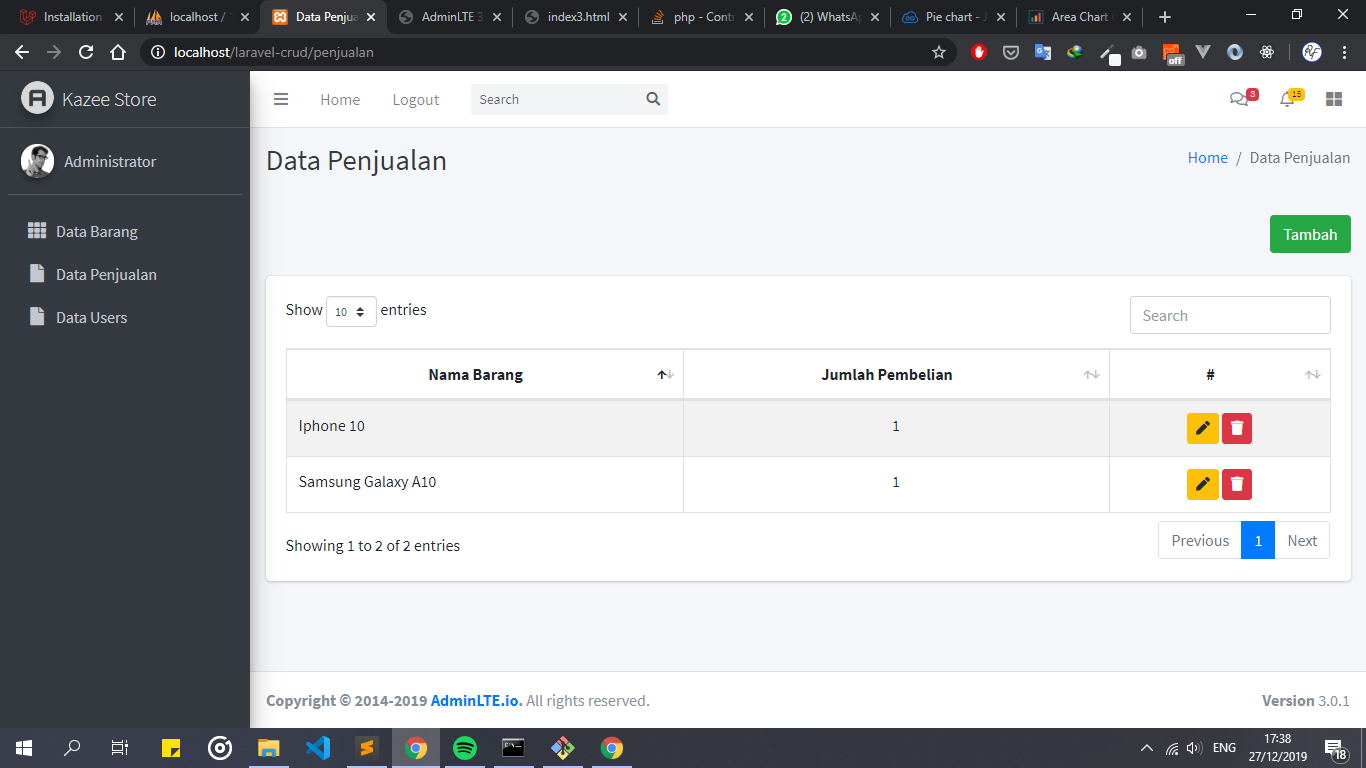 Installation
localhost /
Data Penjua
AdminLTE 3
index3.html
php - Contr
(2) WhatsA
Pie chart - J
Area Chart
localhost/laravel-crud/penjualan
off
Kazee Store
Home
Logout
Search
3
15
Administrator
Data Penjualan
Home / Data Penjualan
Data Barang
Data Penjualan
Data Users
Tambah
Show 10 entries
Search
Nama Barang
Jumlah Pembelian
#
Iphone 10
1
Samsung Galaxy A10
1
Showing 1 to 2 of 2 entries
Previous 1 Next
Copyright © 2014-2019 AdminLTE.io. All rights reserved.
Version 3.0.1
ENG
17:38
27/12/2019
18